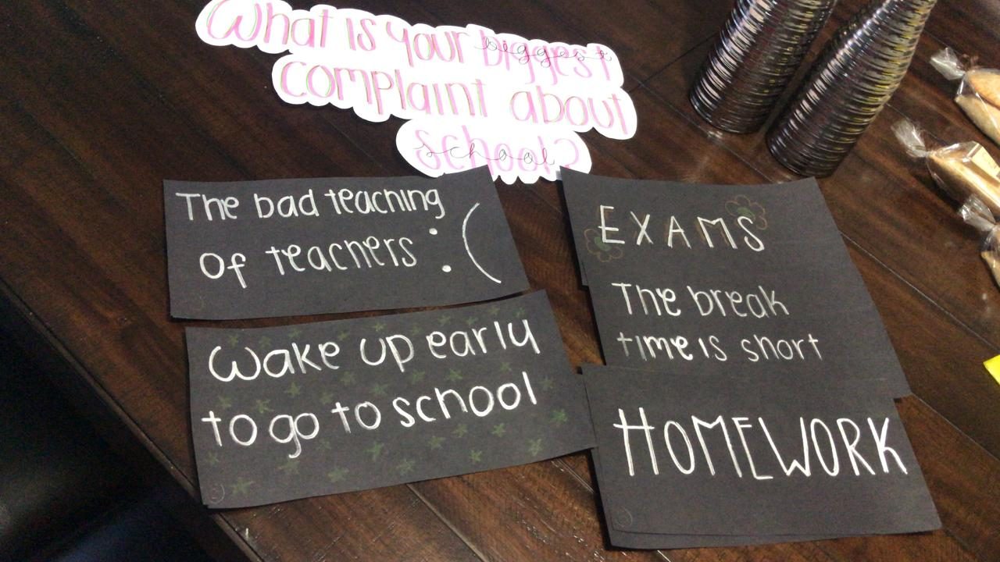 What is your biggest
complaint about
school?
The bad teaching
of teachers :(
Wake up early
to go to school
EXAMS
The break
time is short
HOMEWORK